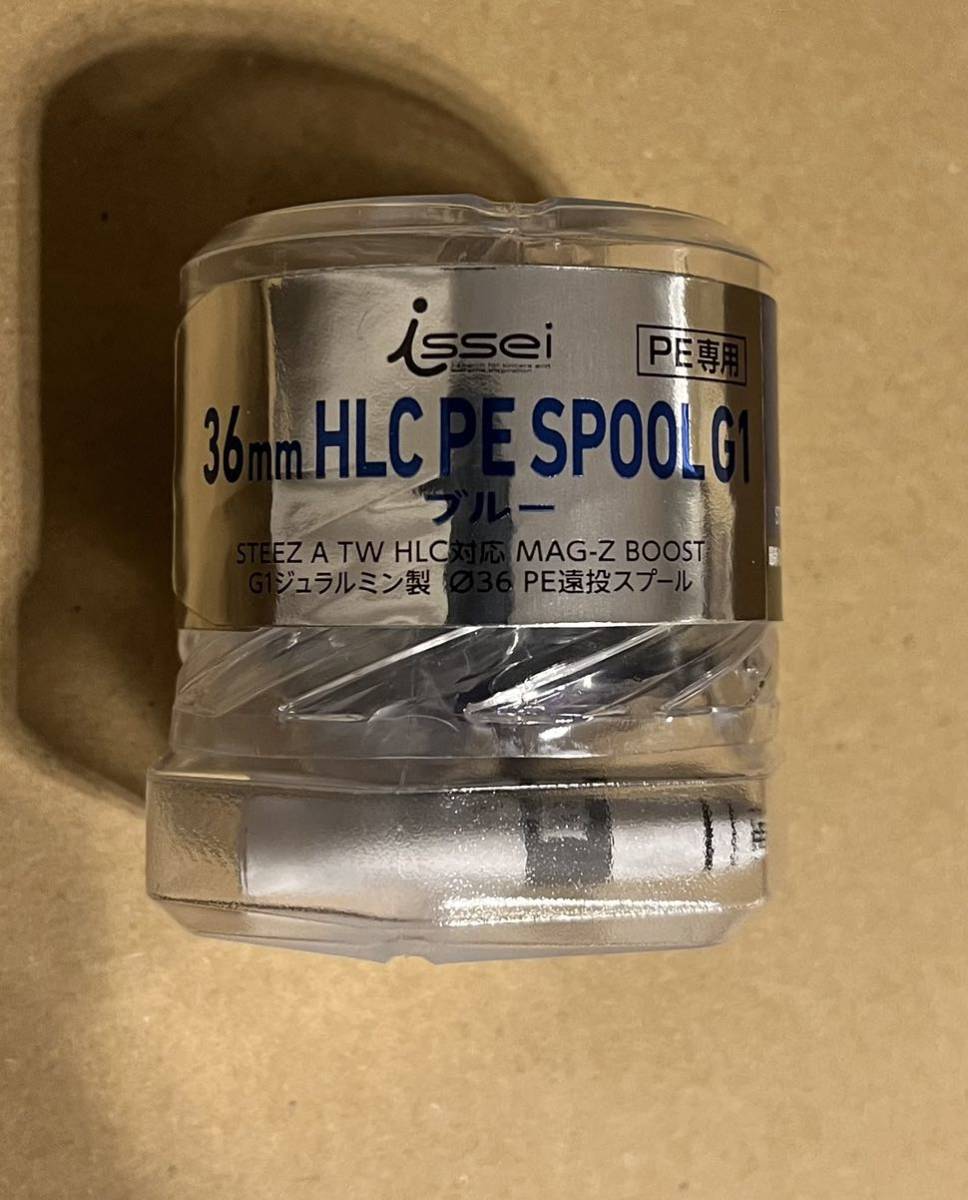 issei
PE専用
36mm HLC PE SPOOL G1
ブルー
STEEZ A TW HLC対応 MAG-Z BOOST
G1ジュラルミン製 Ø36 PE遠投スプール